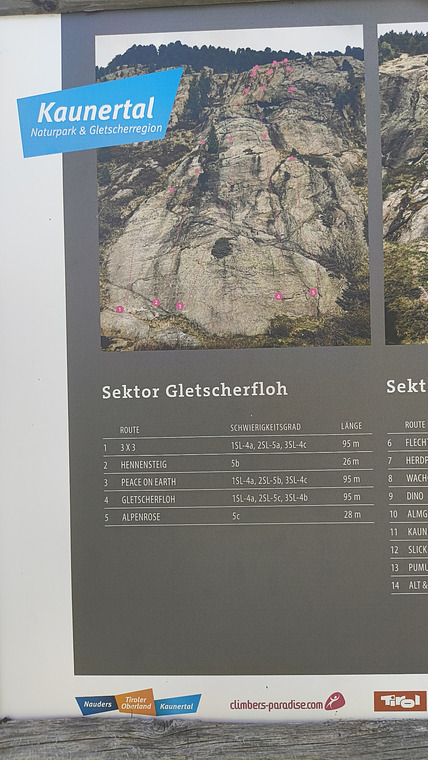 Kaunertal
Naturpark & Gletscherregion
Sektor Gletscherfloh
ROUTE SCHWIERIGKEITSGRAD LÄNGE
1 3 X 3 1SL-4a, 2SL-5a, 3SL-4c 95 m
2 HENNENSTEIG 5b 26 m
3 PEACE ON EARTH 1SL-4a, 2SL-5b, 3SL-4c 95 m
4 GLETSCHERFLOH 1SL-4a, 2SL-5c, 3SL-4b 95 m
5 ALPENROSE 5c 28 m
Sekt
ROUTE
6 FLECHT
7 HERDP
8 WACH
9 DINO
10 ALMG
11 KAUN
12 SLICK
13 PUMU
14 ALT &
Nauders Tiroler Oberland Kaunertal
climbers-paradise.com
Tirol